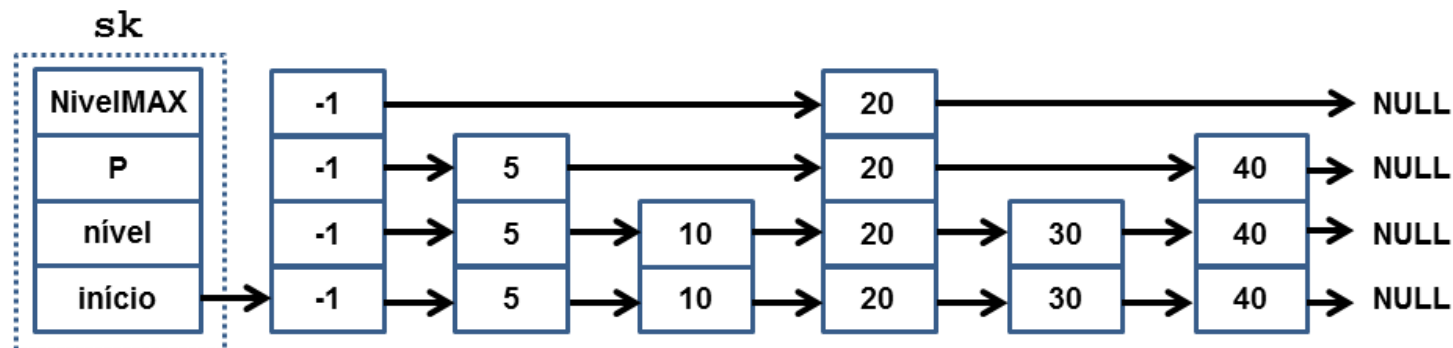 sk
NivelMAX -1 20 NULL
P -1 5 20 40 NULL
nível -1 5 10 20 30 40 NULL
início -1 5 10 20 30 40 NULL